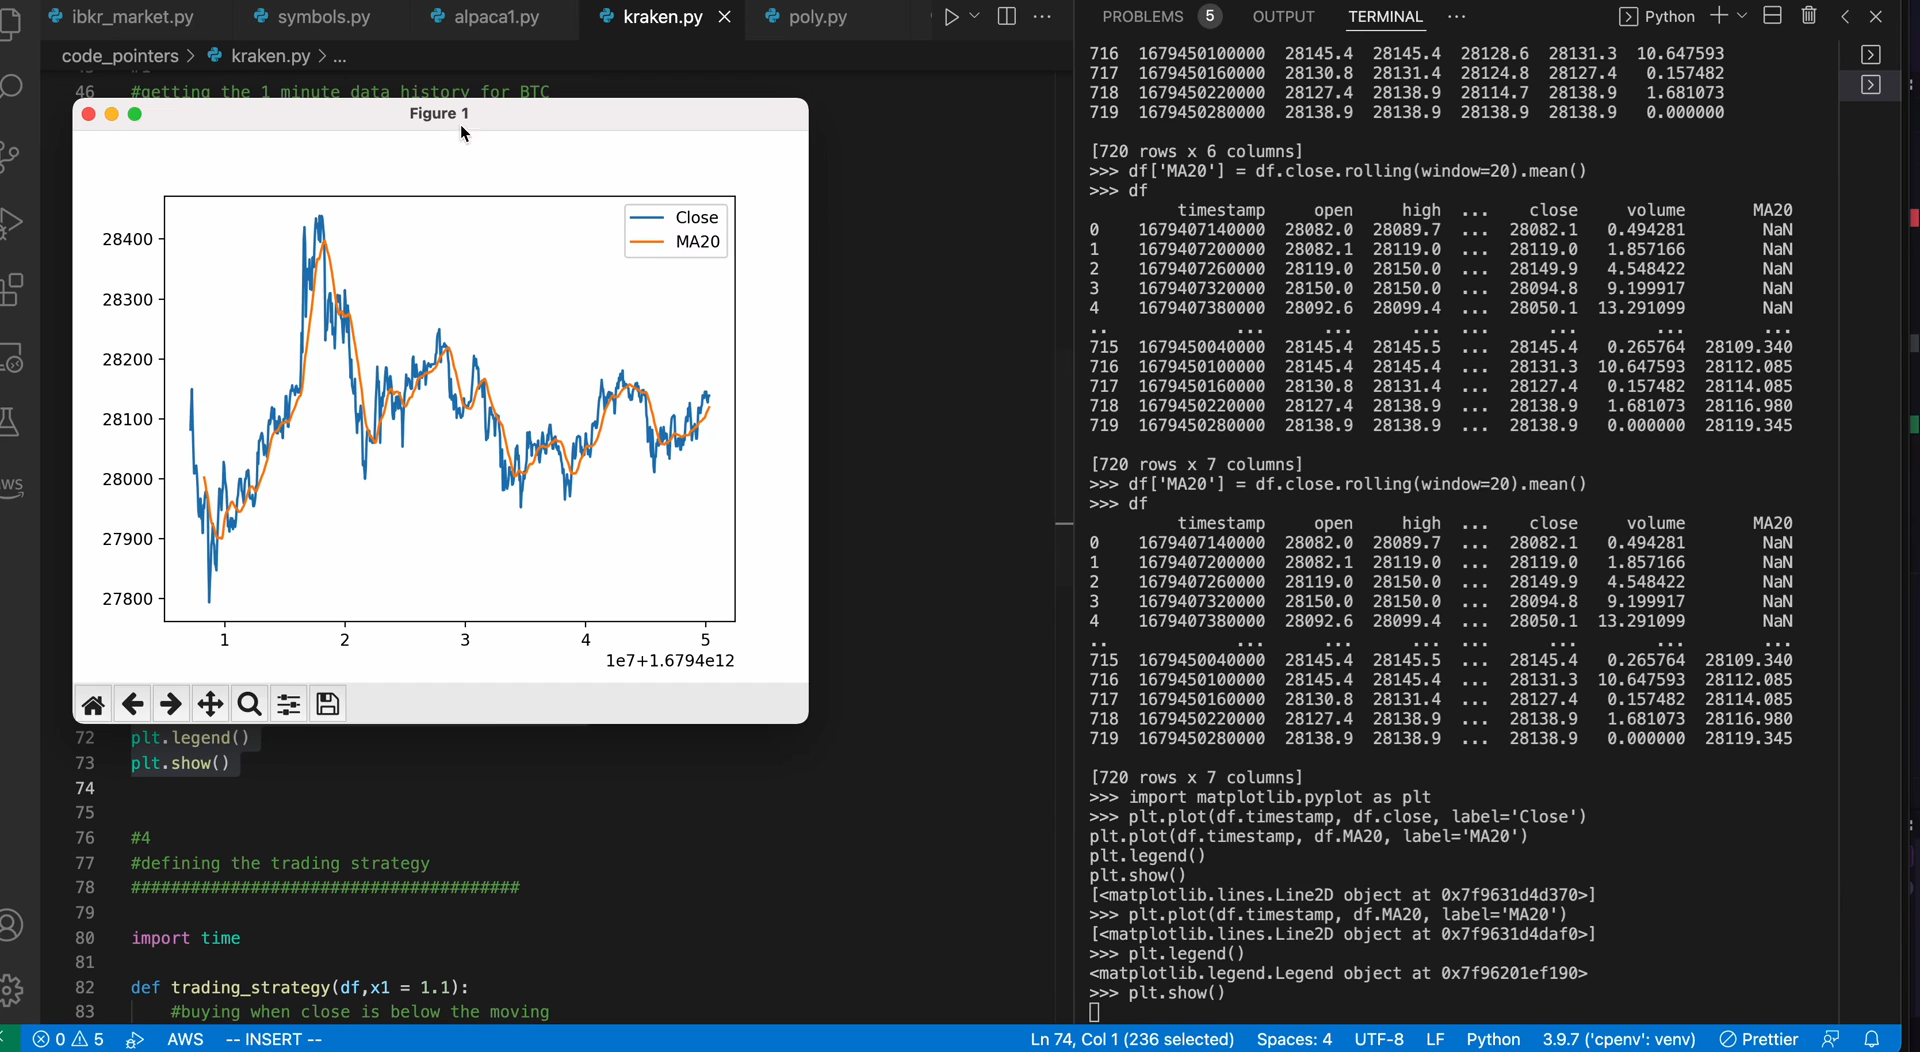 ibkr_market.py symbols.py alpaca1.py kraken.py poly.py
code_pointers > kraken.py > ...
46 #getting the 1 minute data history for BTC
Figure 1
Close
MA20
28400
28300
28200
28100
28000
27900
27800
1 2 3 4 5
1e7+1.6794e12
72 plt.legend()
73 plt.show()
74
75
76 #4
77 #defining the trading strategy
78 #######################################
79
80 import time
81
82 def trading_strategy(df,x1 = 1.1):
83 #buying when close is below the moving
PROBLEMS 5 OUTPUT TERMINAL ... Python
716 1679450100000 28145.4 28145.4 28128.6 28131.3 10.647593
717 1679450160000 28130.8 28131.4 28124.8 28127.4 0.157482
718 1679450220000 28127.4 28138.9 28114.7 28138.9 1.681073
719 1679450280000 28138.9 28138.9 28138.9 28138.9 0.000000
[720 rows x 6 columns]
>>> df['MA20'] = df.close.rolling(window=20).mean()
>>> df
timestamp open high ... close volume MA20
0 1679407140000 28082.0 28089.7 ... 28082.1 0.494281 NaN
1 1679407200000 28082.1 28119.0 ... 28119.0 1.857166 NaN
2 1679407260000 28119.0 28150.0 ... 28149.9 4.548422 NaN
3 1679407320000 28150.0 28150.0 ... 28094.8 9.199917 NaN
4 1679407380000 28092.6 28099.4 ... 28050.1 13.291099 NaN
.. ... ... ... ... ... ... ...
715 1679450040000 28145.4 28145.5 ... 28145.4 0.265764 28109.340
716 1679450100000 28145.4 28145.4 ... 28131.3 10.647593 28112.085
717 1679450160000 28130.8 28131.4 ... 28127.4 0.157482 28114.085
718 1679450220000 28127.4 28138.9 ... 28138.9 1.681073 28116.980
719 1679450280000 28138.9 28138.9 ... 28138.9 0.000000 28119.345
[720 rows x 7 columns]
>>> df['MA20'] = df.close.rolling(window=20).mean()
>>> df
timestamp open high ... close volume MA20
0 1679407140000 28082.0 28089.7 ... 28082.1 0.494281 NaN
1 1679407200000 28082.1 28119.0 ... 28119.0 1.857166 NaN
2 1679407260000 28119.0 28150.0 ... 28149.9 4.548422 NaN
3 1679407320000 28150.0 28150.0 ... 28094.8 9.199917 NaN
4 1679407380000 28092.6 28099.4 ... 28050.1 13.291099 NaN
.. ... ... ... ... ... ... ...
715 1679450040000 28145.4 28145.5 ... 28145.4 0.265764 28109.340
716 1679450100000 28145.4 28145.4 ... 28131.3 10.647593 28112.085
717 1679450160000 28130.8 28131.4 ... 28127.4 0.157482 28114.085
718 1679450220000 28127.4 28138.9 ... 28138.9 1.681073 28116.980
719 1679450280000 28138.9 28138.9 ... 28138.9 0.000000 28119.345
[720 rows x 7 columns]
>>> import matplotlib.pyplot as plt
>>> plt.plot(df.timestamp, df.close, label='Close')
plt.plot(df.timestamp, df.MA20, label='MA20')
plt.legend()
plt.show()
[<matplotlib.lines.Line2D object at 0x7f9631d4d370>]
>>> plt.plot(df.timestamp, df.MA20, label='MA20')
[<matplotlib.lines.Line2D object at 0x7f9631d4daf0>]
>>> plt.legend()
<matplotlib.legend.Legend object at 0x7f96201ef190>
>>> plt.show()
0 5 AWS -- INSERT -- Ln 74, Col 1 (236 selected) Spaces: 4 UTF-8 LF Python 3.9.7 ('cpenv': venv) Prettier